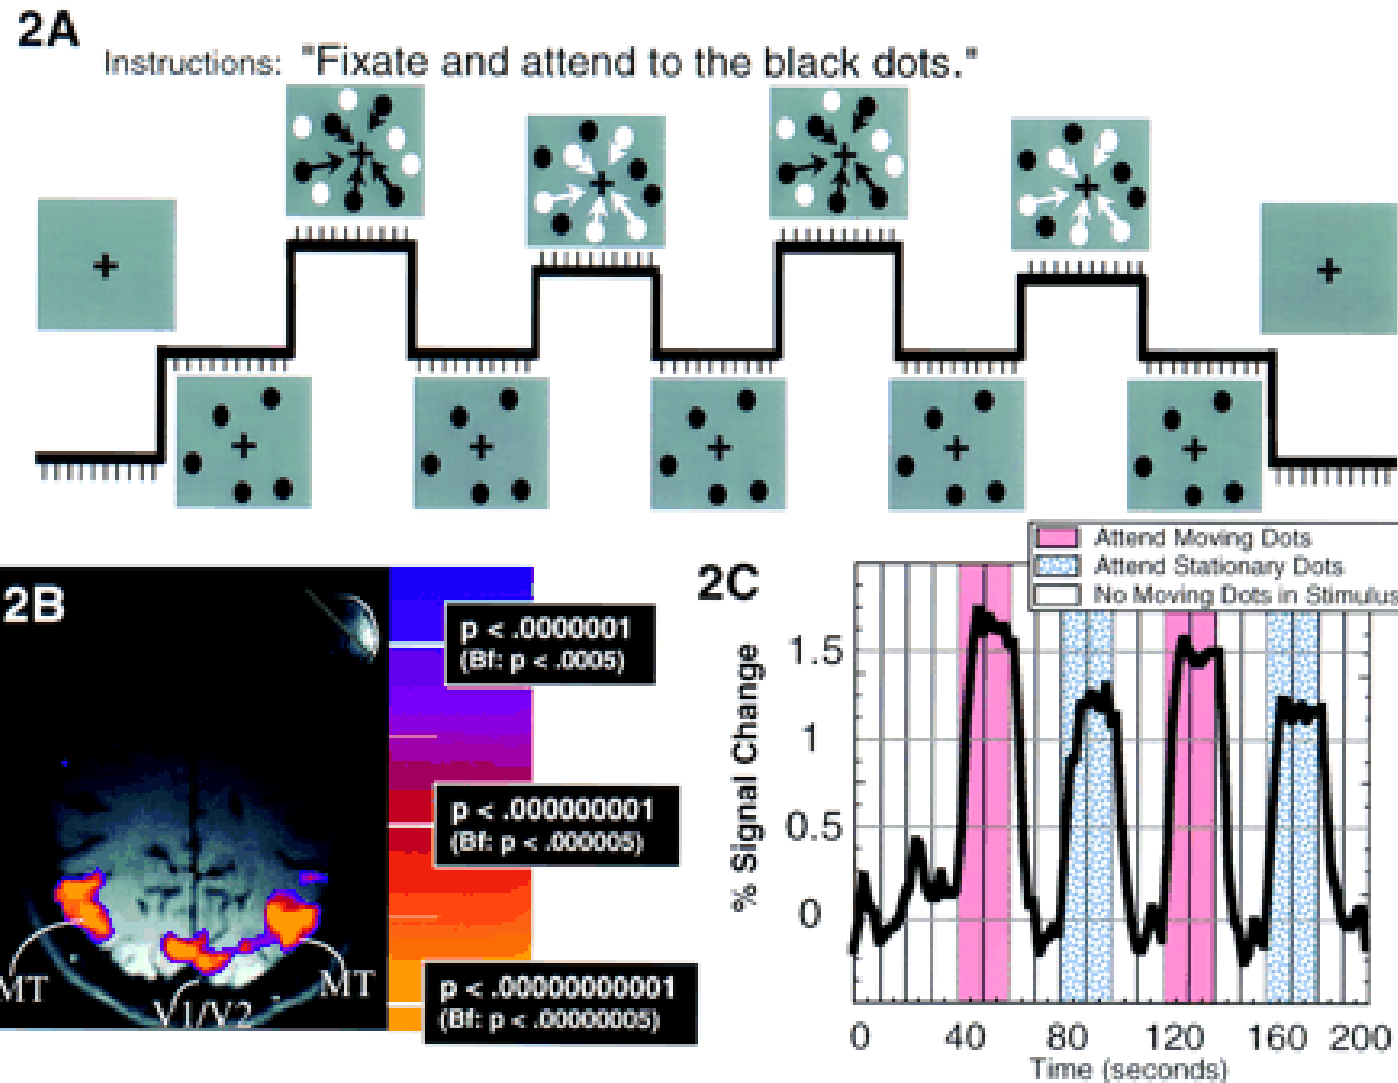 2A
Instructions: "Fixate and attend to the black dots."
2B
p < .0000001
(Bf: p < .0005)
p < .000000001
(Bf: p < .000005)
p < .00000000001
(Bf: p < .00000005)
MT
V1/V2
MT
2C
Attend Moving Dots
Attend Stationary Dots
No Moving Dots in Stimulus
% Signal Change
1.5
1
0.5
0
0 40 80 120 160 200
Time (seconds)